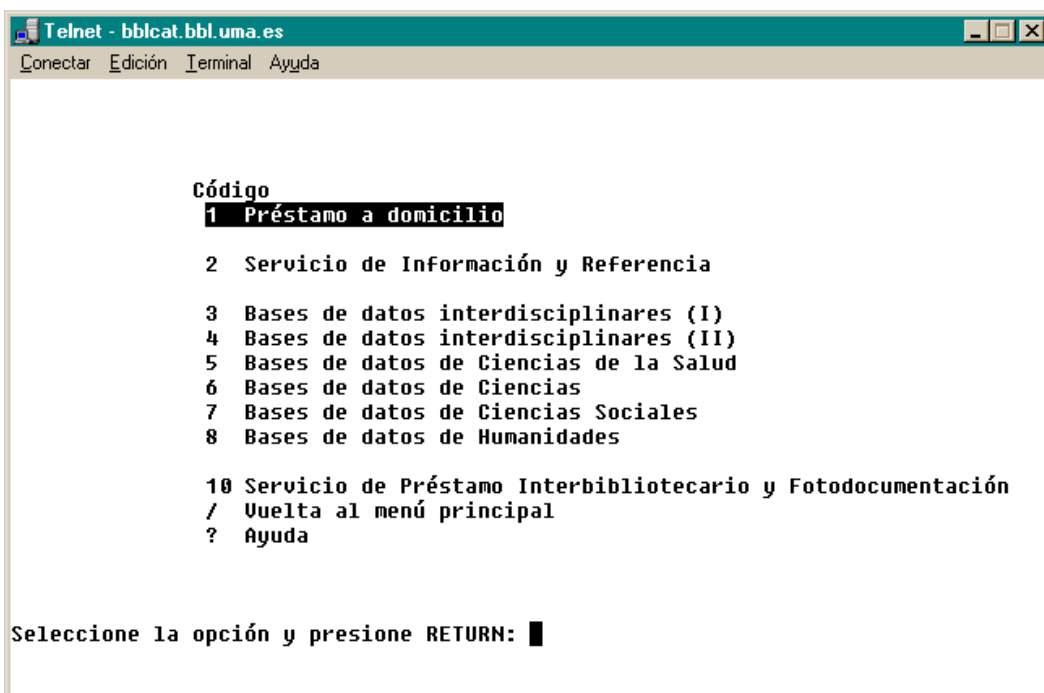 Telnet - bblcat.bbl.uma.es
Conectar Edición Terminal Ayuda
Código
1 Préstamo a domicilio
2 Servicio de Información y Referencia
3 Bases de datos interdisciplinares (I)
4 Bases de datos interdisciplinares (II)
5 Bases de datos de Ciencias de la Salud
6 Bases de datos de Ciencias
7 Bases de datos de Ciencias Sociales
8 Bases de datos de Humanidades
10 Servicio de Préstamo Interbibliotecario y Fotodocumentación
/ Vuelta al menú principal
? Ayuda
Seleccione la opción y presione RETURN: